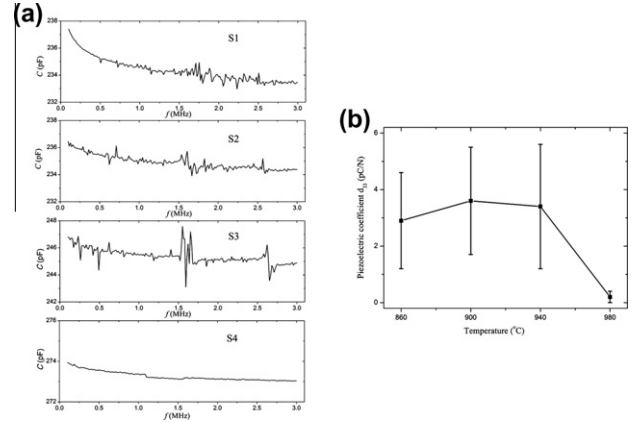 (a)
238
236
234
232
C (pF)
S1
0.0 0.5 1.0 1.5 2.0 2.5 3.0
f (MHz)
238
236
234
232
C (pF)
S2
0.0 0.5 1.0 1.5 2.0 2.5 3.0
f (MHz)
248
246
244
242
C (pF)
S3
0.0 0.5 1.0 1.5 2.0 2.5 3.0
f (MHz)
276
274
272
C (pF)
S4
0.0 0.5 1.0 1.5 2.0 2.5 3.0
f (MHz)
(b)
Piezoelectric coefficient d33 (pC/N)
6
4
2
0
860 900 940 980
Temperature (°C)